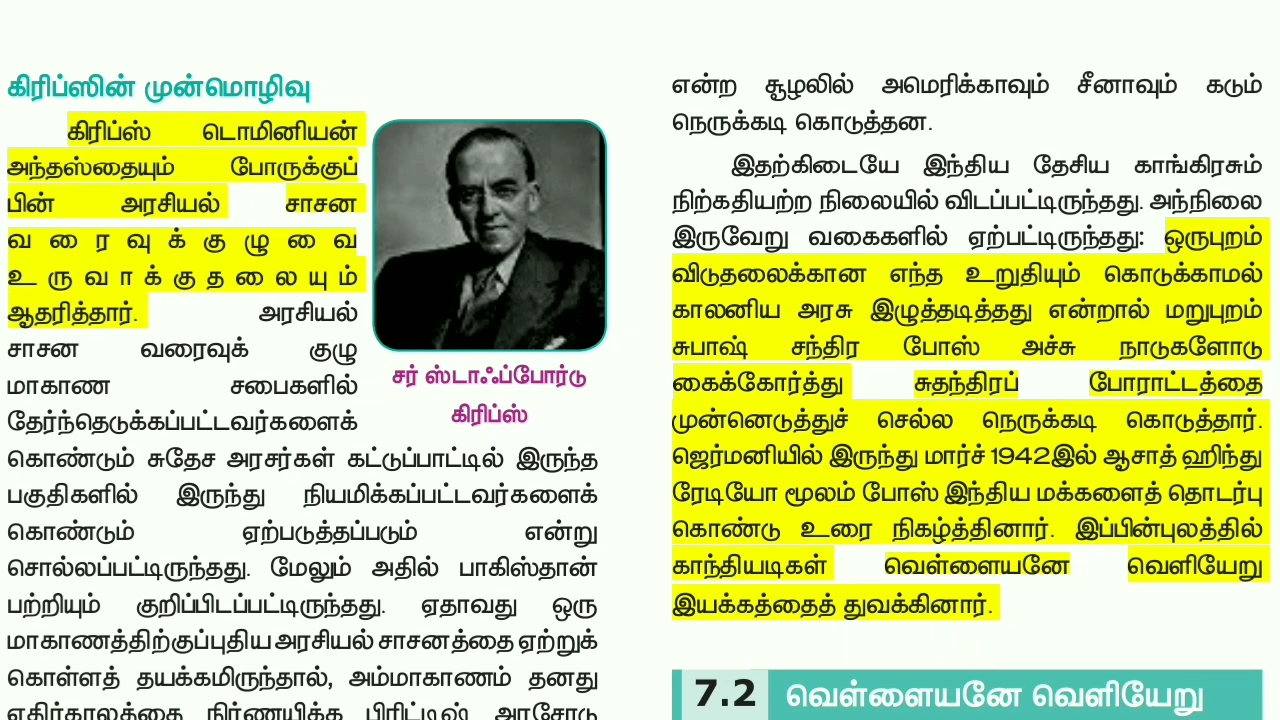 கிரிப்ஸின் முன்மொழிவு
கிரிப்ஸ் டொமினியன்
அந்தஸ்தையும் போருக்குப்
பின் அரசியல் சாசன
வரைவுக்குழுவை
உருவாக்குதலையும்
ஆதரித்தார். அரசியல்
சாசன வரைவுக் குழு
மாகாண சபைகளில்
தேர்ந்தெடுக்கப்பட்டவர்களைக்
கொண்டும் சுதேச அரசர்கள் கட்டுப்பாட்டில் இருந்த
பகுதிகளில் இருந்து நியமிக்கப்பட்டவர்களைக்
கொண்டும் ஏற்படுத்தப்படும் என்று
சொல்லப்பட்டிருந்தது. மேலும் அதில் பாகிஸ்தான்
பற்றியும் குறிப்பிடப்பட்டிருந்தது. ஏதாவது ஒரு
மாகாணத்திற்குப்புதிய அரசியல் சாசனத்தை ஏற்றுக்
கொள்ளத் தயக்கமிருந்தால், அம்மாகாணம் தனது
எதிர்காலத்தை நிர்ணயிக்க பிரிட்டிஷ் அரசோடு
சர் ஸ்டாஃப்போர்டு
கிரிப்ஸ்
என்ற சூழலில் அமெரிக்காவும் சீனாவும் கடும்
நெருக்கடி கொடுத்தன.
இதற்கிடையே இந்திய தேசிய காங்கிரசும்
நிற்கதியற்ற நிலையில் விடப்பட்டிருந்தது. அந்நிலை
இருவேறு வகைகளில் ஏற்பட்டிருந்தது: ஒருபுறம்
விடுதலைக்கான எந்த உறுதியும் கொடுக்காமல்
காலனிய அரசு இழுத்தடித்தது என்றால் மறுபுறம்
சுபாஷ் சந்திர போஸ் அச்சு நாடுகளோடு
கைக்கோர்த்து சுதந்திரப் போராட்டத்தை
முன்னெடுத்துச் செல்ல நெருக்கடி கொடுத்தார்.
ஜெர்மனியில் இருந்து மார்ச் 1942இல் ஆசாத் ஹிந்து
ரேடியோ மூலம் போஸ் இந்திய மக்களைத் தொடர்பு
கொண்டு உரை நிகழ்த்தினார். இப்பின்புலத்தில்
காந்தியடிகள் வெள்ளையனே வெளியேறு
இயக்கத்தைத் துவக்கினார்.
7.2 வெள்ளையனே வெளியேறு